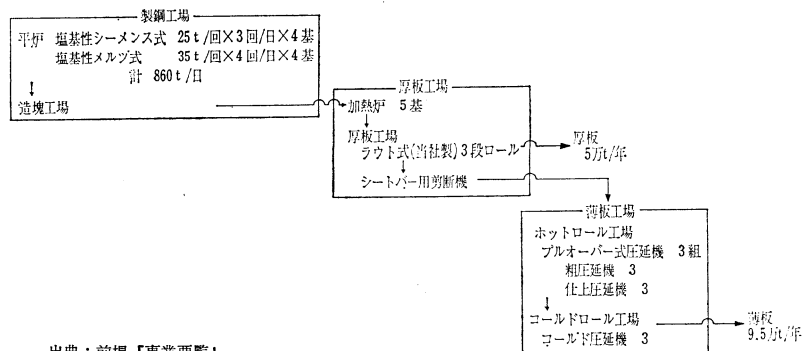 製鋼工場
平炉 塩基性シーメンス式 25t/回×3回/日×4基
塩基性メルツ式 35t/回×4回/日×4基
計 860t/日
造塊工場
厚板工場
加熱炉 5基
厚板工場
ラウト式(当社製)3段ロール
シートバー用剪断機
厚板
5万t/年
薄板工場
ホットロール工場
プルオーバー式圧延機 3組
粗圧延機 3
仕上圧延機 3
コールドロール工場
コールド圧延機 3
薄板
9.5万t/年
出典:前掲『事業要覧』